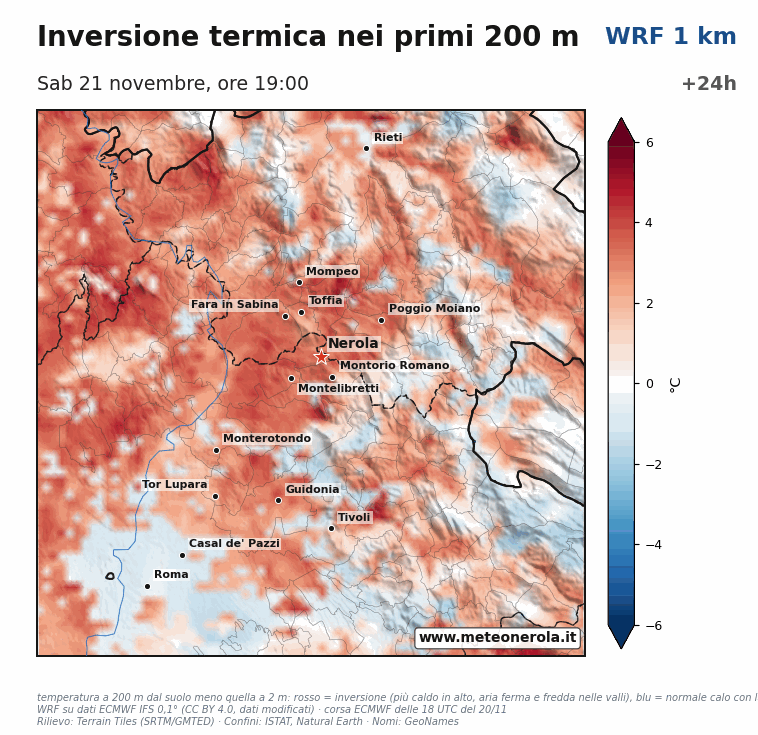 Inversione termica nei primi 200 m
WRF 1 km
Sab 21 novembre, ore 19:00
+24h
Rieti
Mompeo
Fara in Sabina
Toffia
Poggio Moiano
Nerola
Montorio Romano
Montelibretti
Monterotondo
Tor Lupara
Guidonia
Tivoli
Casal de' Pazzi
Roma
www.meteonerola.it
6
4
2
0
−2
−4
−6
°C
temperatura a 200 m dal suolo meno quella a 2 m: rosso = inversione (più caldo in alto, aria ferma e fredda nelle valli), blu = normale calo con l
WRF su dati ECMWF IFS 0,1° (CC BY 4.0, dati modificati) · corsa ECMWF delle 18 UTC del 20/11
Rilievo: Terrain Tiles (SRTM/GMTED) · Confini: ISTAT, Natural Earth · Nomi: GeoNames